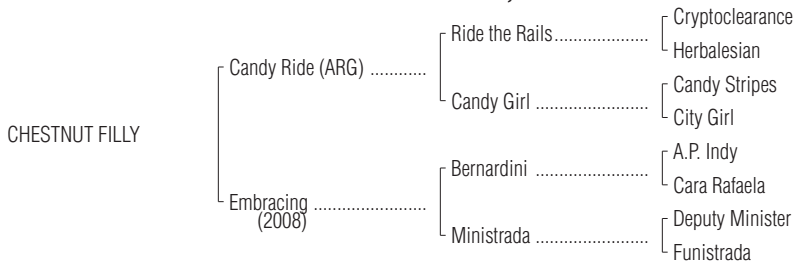 Cryptoclearance
Ride the Rails....................
Herbalesian
Candy Ride (ARG) ............
Candy Stripes
Candy Girl ........................
City Girl
CHESTNUT FILLY
A.P. Indy
Bernardini ........................
Cara Rafaela
Embracing ........................
(2008)
Deputy Minister
Ministrada ........................
Funistrada